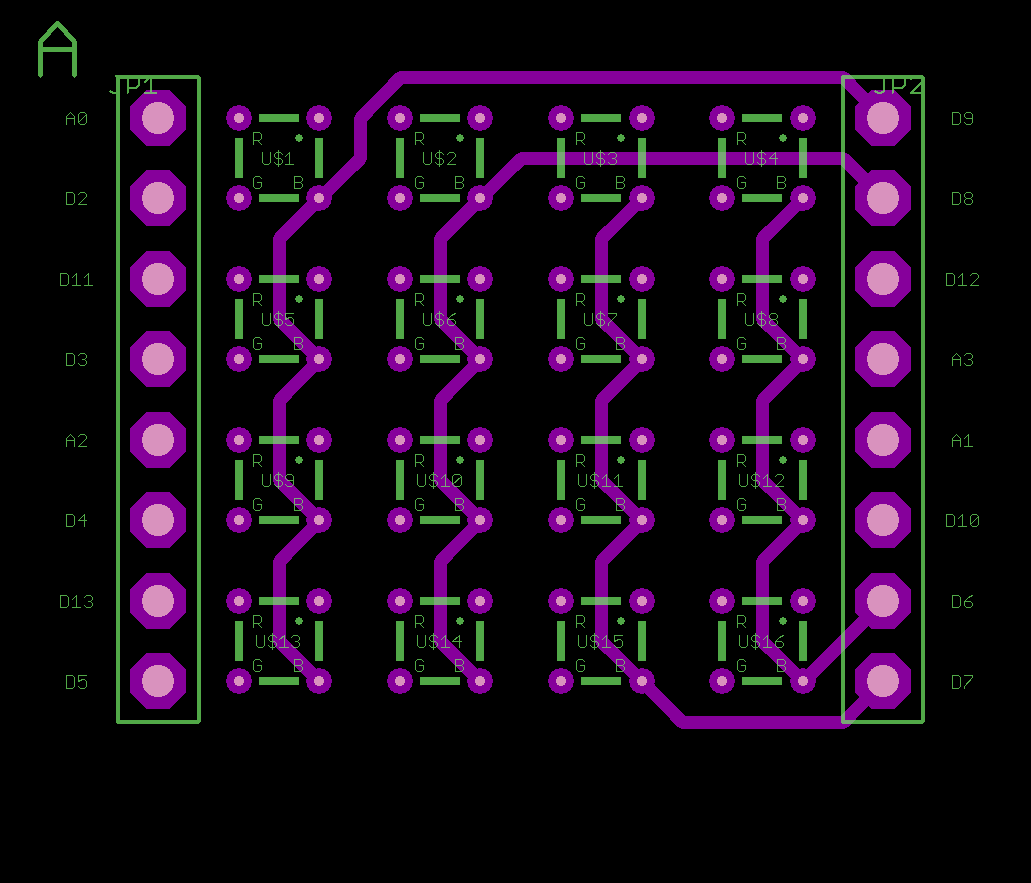 A
JP1 JP2
A0 D9
R R R R
U$1 U$2 U$3 U$4
G B G B G B G B
D2 D8
D11 D12
R R R R
U$5 U$6 U$7 U$8
G B G B G B G B
D3 A3
A2 A1
R R R R
U$9 U$10 U$11 U$12
G B G B G B G B
D4 D10
D13 D6
R R R R
U$13 U$14 U$15 U$16
G B G B G B G B
D5 D7